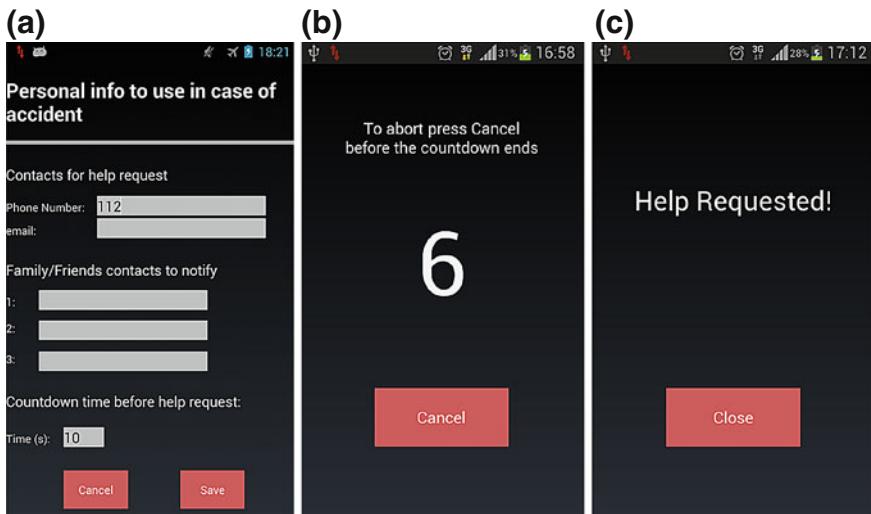 (a)
18:21
Personal info to use in case of
accident
Contacts for help request
Phone Number: 112
email:
Family/Friends contacts to notify
1:
2:
3:
Countdown time before help request:
Time (s): 10
Cancel Save
(b)
3G 31% 16:58
To abort press Cancel
before the countdown ends
6
Cancel
(c)
3G 28% 17:12
Help Requested!
Close